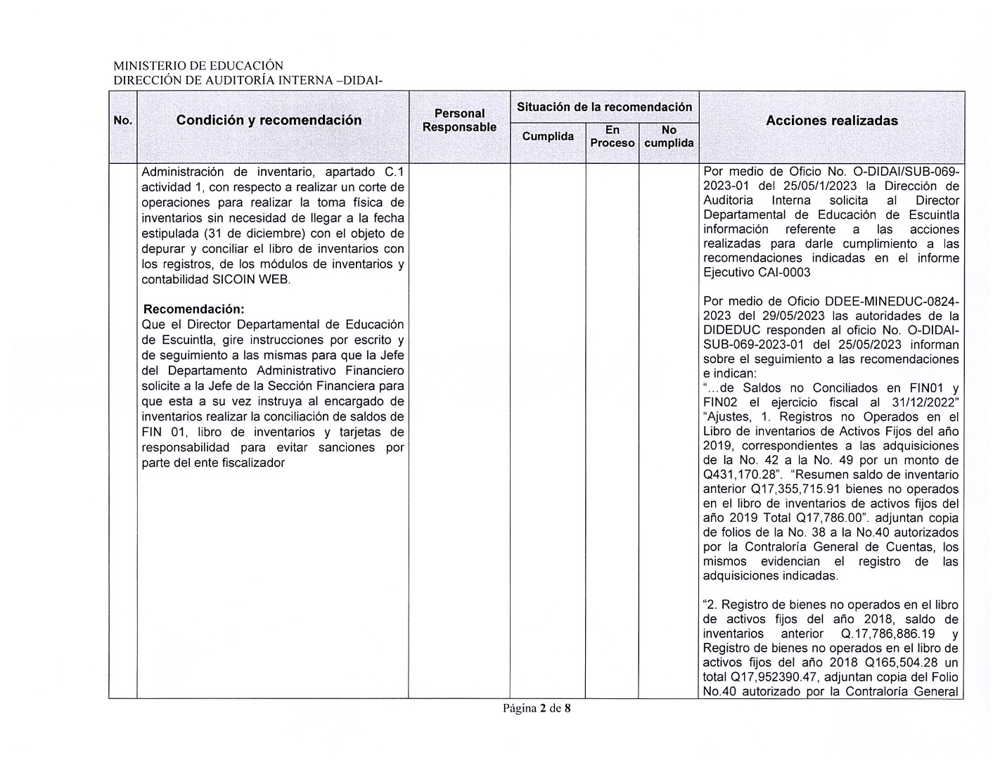 MINISTERIO DE EDUCACIÓN
DIRECCIÓN DE AUDITORÍA INTERNA –DIDAI-
No.
Condición y recomendación
Personal
Responsable
Situación de la recomendación
Cumplida
En
Proceso
No
cumplida
Acciones realizadas
Administración de inventario, apartado C.1
actividad 1, con respecto a realizar un corte de
operaciones para realizar la toma física de
inventarios sin necesidad de llegar a la fecha
estipulada (31 de diciembre) con el objeto de
depurar y conciliar el libro de inventarios con
los registros, de los módulos de inventarios y
contabilidad SICOIN WEB.
Recomendación:
Que el Director Departamental de Educación
de Escuintla, gire instrucciones por escrito y
de seguimiento a las mismas para que la Jefe
del Departamento Administrativo Financiero
solicite a la Jefe de la Sección Financiera para
que esta a su vez instruya al encargado de
inventarios realizar la conciliación de saldos de
FIN 01, libro de inventarios y tarjetas de
responsabilidad para evitar sanciones por
parte del ente fiscalizador
Por medio de Oficio No. O-DIDAI/SUB-069-
2023-01 del 25/05/1/2023 la Dirección de
Auditoria Interna solicita al Director
Departamental de Educación de Escuintla
información referente a las acciones
realizadas para darle cumplimiento a las
recomendaciones indicadas en el informe
Ejecutivo CAI-0003
Por medio de Oficio DDEE-MINEDUC-0824-
2023 del 29/05/2023 las autoridades de la
DIDEDUC responden al oficio No. O-DIDAI-
SUB-069-2023-01 del 25/05/2023 informan
sobre el seguimiento a las recomendaciones
e indican:
“...de Saldos no Conciliados en FIN01 y
FIN02 el ejercicio fiscal al 31/12/2022”
“Ajustes, 1. Registros no Operados en el
Libro de inventarios de Activos Fijos del año
2019, correspondientes a las adquisiciones
de la No. 42 a la No. 49 por un monto de
Q431,170.28”. “Resumen saldo de inventario
anterior Q17,355,715.91 bienes no operados
en el libro de inventarios de activos fijos del
año 2019 Total Q17,786.00”. adjuntan copia
de folios de la No. 38 a la No.40 autorizados
por la Contraloría General de Cuentas, los
mismos evidencian el registro de las
adquisiciones indicadas.
“2. Registro de bienes no operados en el libro
de activos fijos del año 2018, saldo de
inventarios anterior Q.17,786,886.19 y
Registro de bienes no operados en el libro de
activos fijos del año 2018 Q165,504.28 un
total Q17,952390.47, adjuntan copia del Folio
No.40 autorizado por la Contraloría General
Página 2 de 8